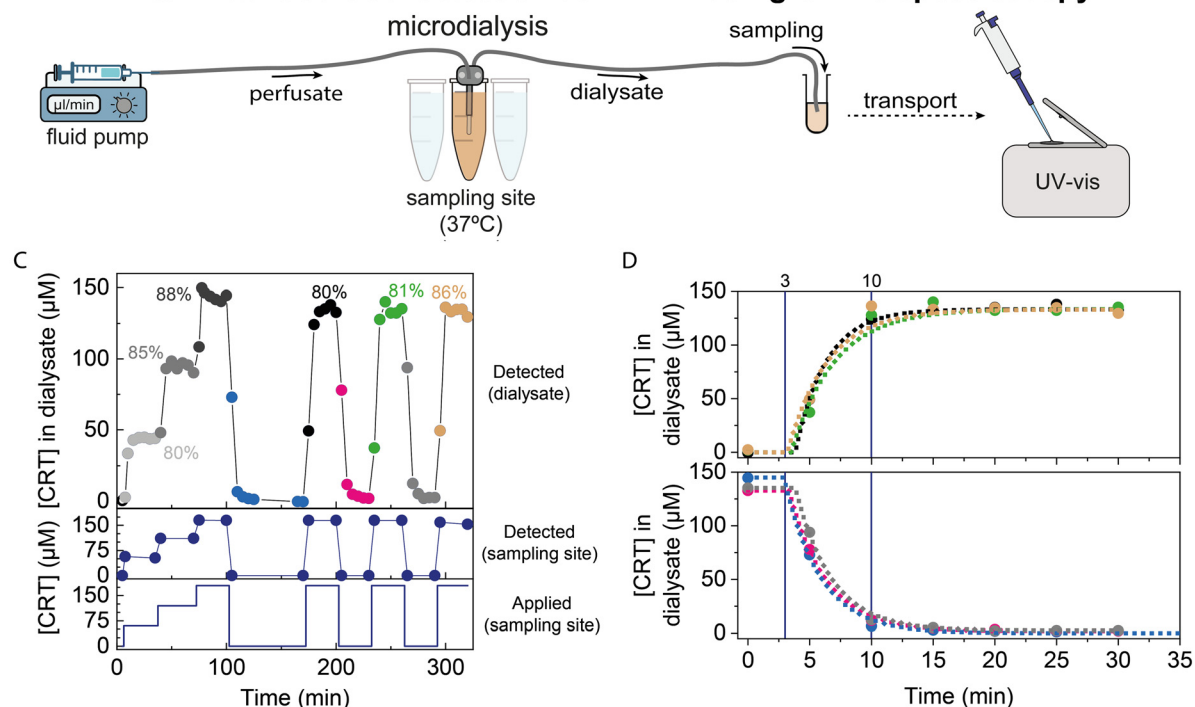 microdialysis
sampling
perfusate
dialysate
transport
µl/min
fluid pump
UV-vis
sampling site
(37ºC)
C
[CRT] in dialysate (µM)
150
100
50
0
88%
85%
80%
80%
81%
86%
Detected
(dialysate)
[CRT] (µM)
150
75
0
Detected
(sampling site)
150
75
0
Applied
(sampling site)
0
100
200
300
Time (min)
D
3
10
[CRT] in
dialysate (µM)
150
100
50
0
[CRT] in
dialysate (µM)
150
100
50
0
0
5
10
15
20
25
30
35
Time (min)